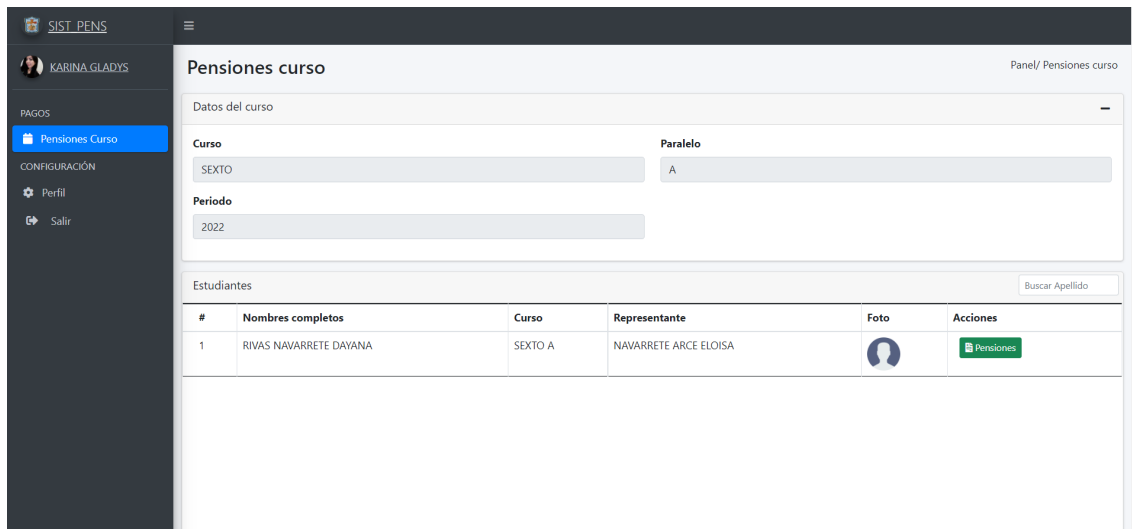 SIST_PENS
KARINA GLADYS
PAGOS
Pensiones Curso
CONFIGURACIÓN
Perfil
Salir
Pensiones curso
Panel/ Pensiones curso
Datos del curso
Curso
Paralelo
SEXTO
A
Periodo
2022
Estudiantes
Buscar Apellido
# Nombres completos Curso Representante Foto Acciones
1 RIVAS NAVARRETE DAYANA SEXTO A NAVARRETE ARCE ELOISA Pensiones